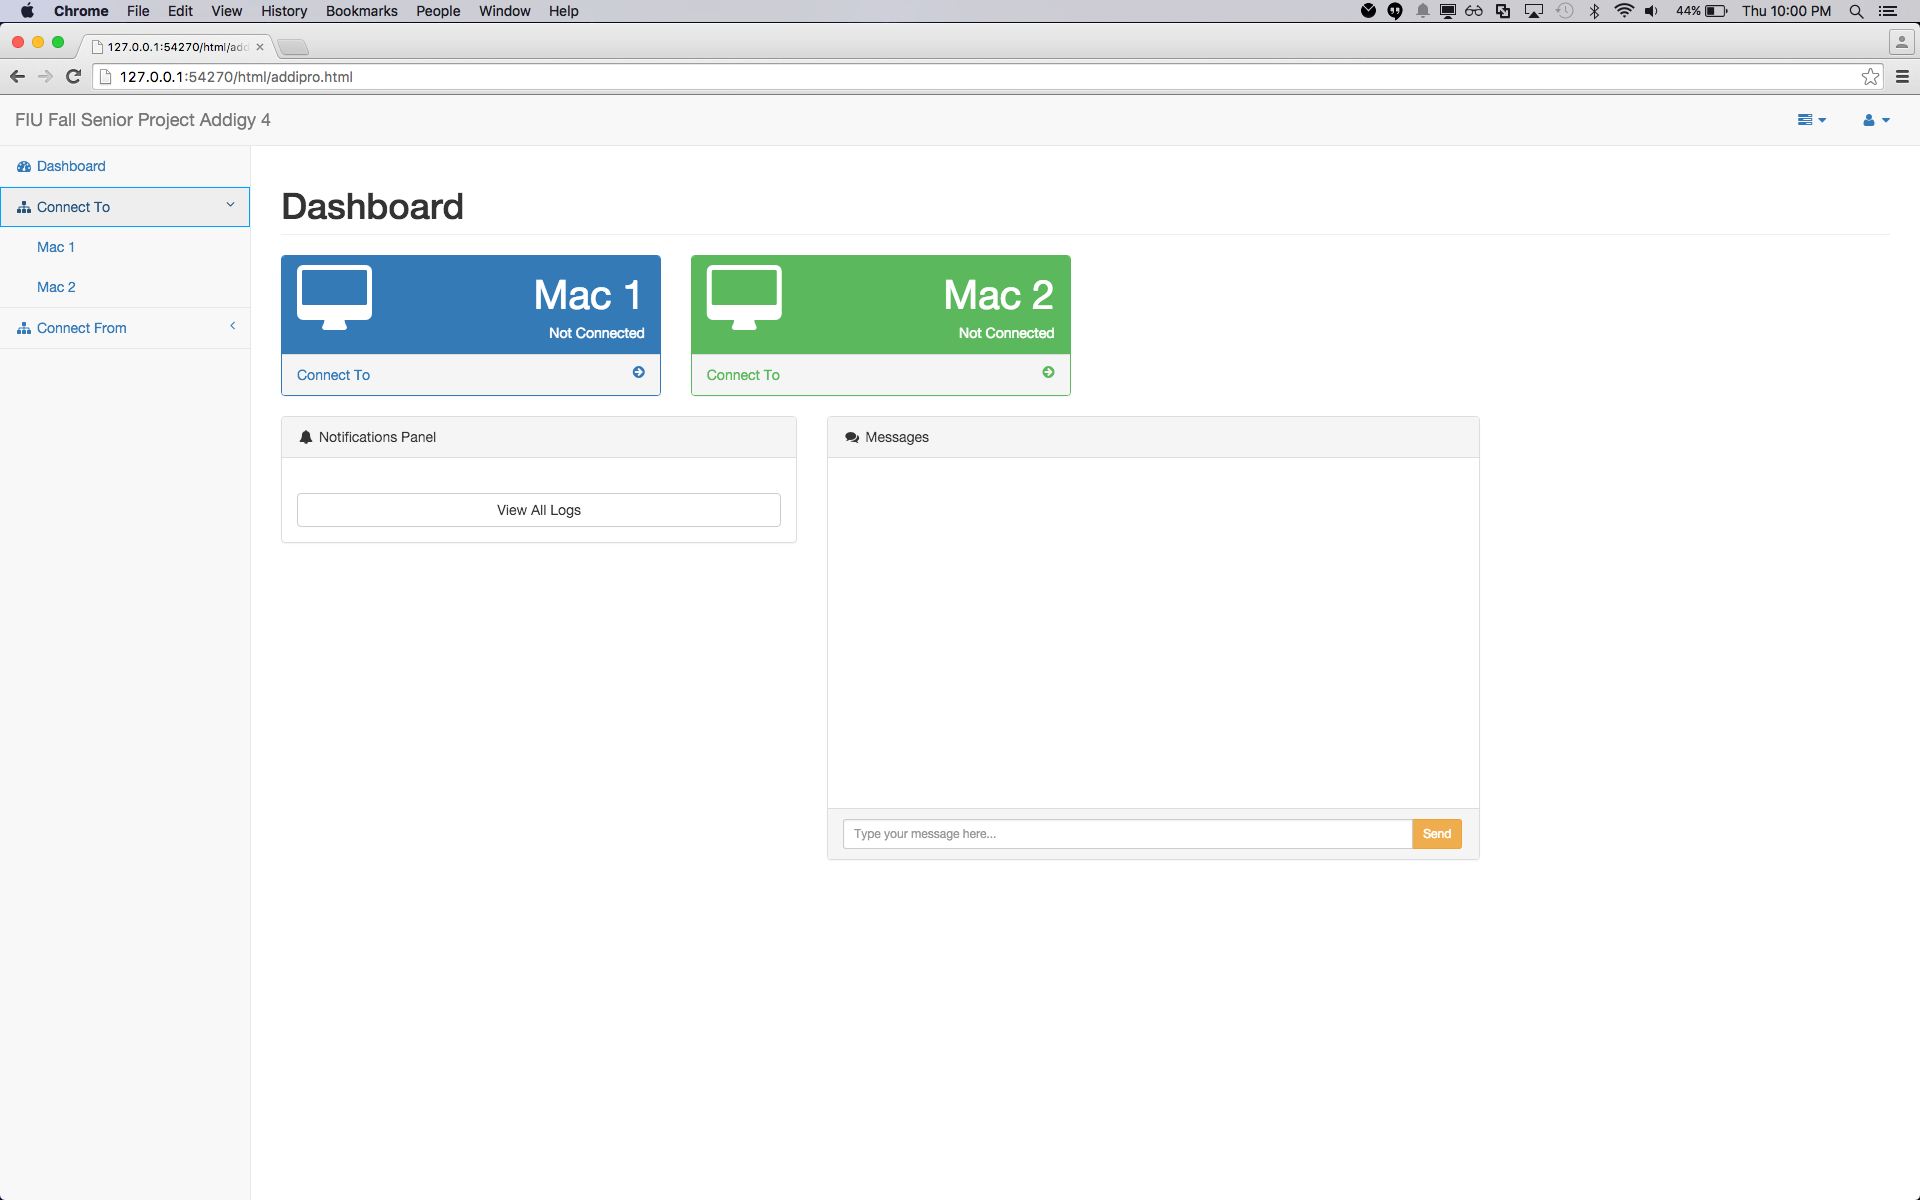 Chrome File Edit View History Bookmarks People Window Help 44% Thu 10:00 PM
127.0.0.1:54270/html/add
127.0.0.1:54270/html/addipro.html
FIU Fall Senior Project Addigy 4
Dashboard
Connect To
Mac 1
Mac 2
Connect From
Dashboard
Mac 1
Not Connected
Connect To
Mac 2
Not Connected
Connect To
Notifications Panel
View All Logs
Messages
Type your message here...
Send